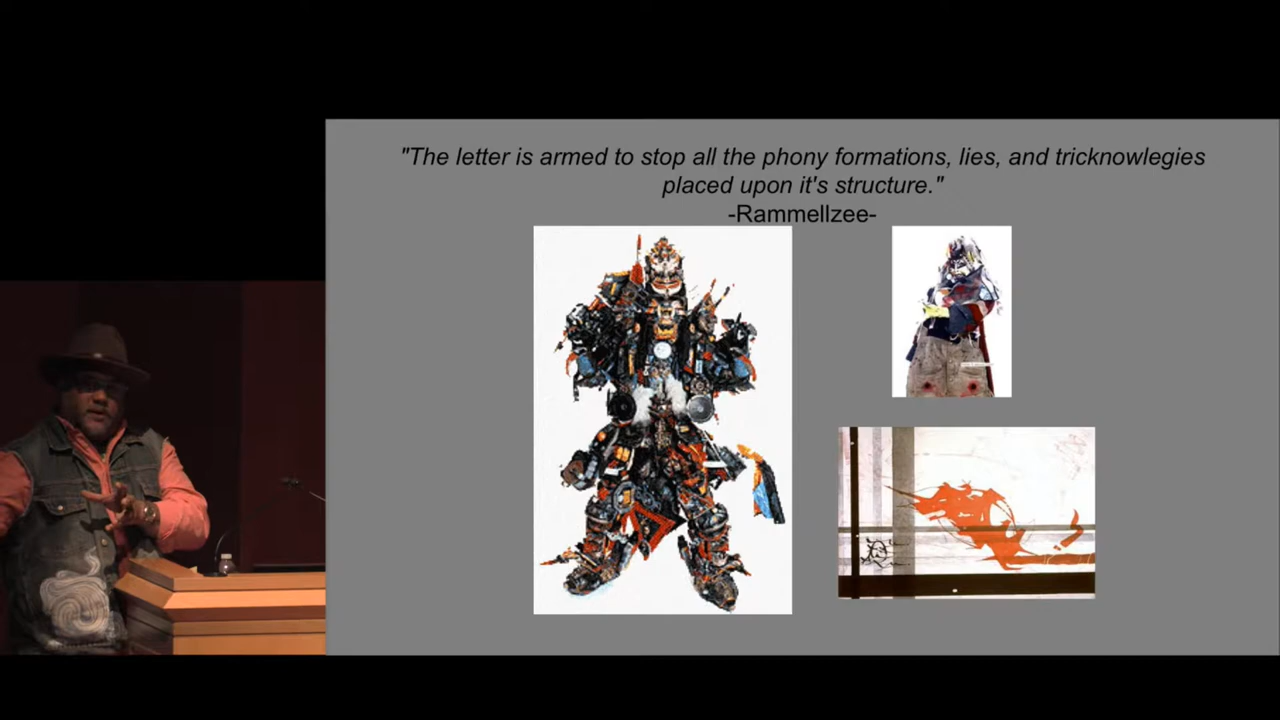 "The letter is armed to stop all the phony formations, lies, and tricknowlegies
placed upon it's structure."
-Rammellzee-